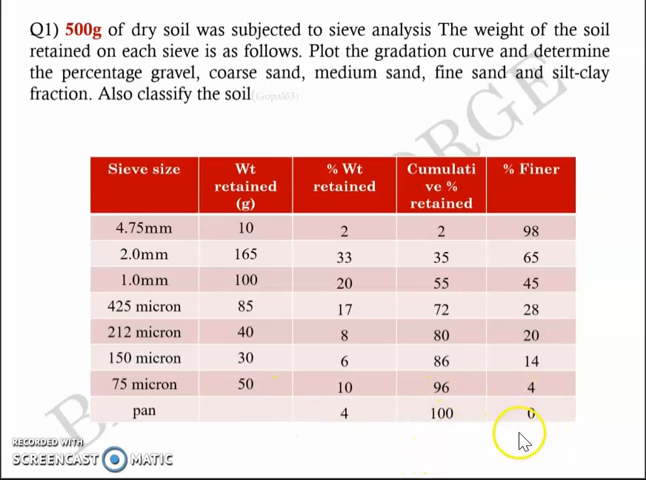 Q1) 500g of dry soil was subjected to sieve analysis The weight of the soil
retained on each sieve is as follows. Plot the gradation curve and determine
the percentage gravel, coarse sand, medium sand, fine sand and silt-clay
fraction. Also classify the soil (Gopal63)
Sieve size Wt retained (g) % Wt retained Cumulati ve % retained % Finer
4.75mm 10 2 2 98
2.0mm 165 33 35 65
1.0mm 100 20 55 45
425 micron 85 17 72 28
212 micron 40 8 80 20
150 micron 30 6 86 14
75 micron 50 10 96 4
pan 4 100 0
RECORDED WITH
SCREENCAST MATIC